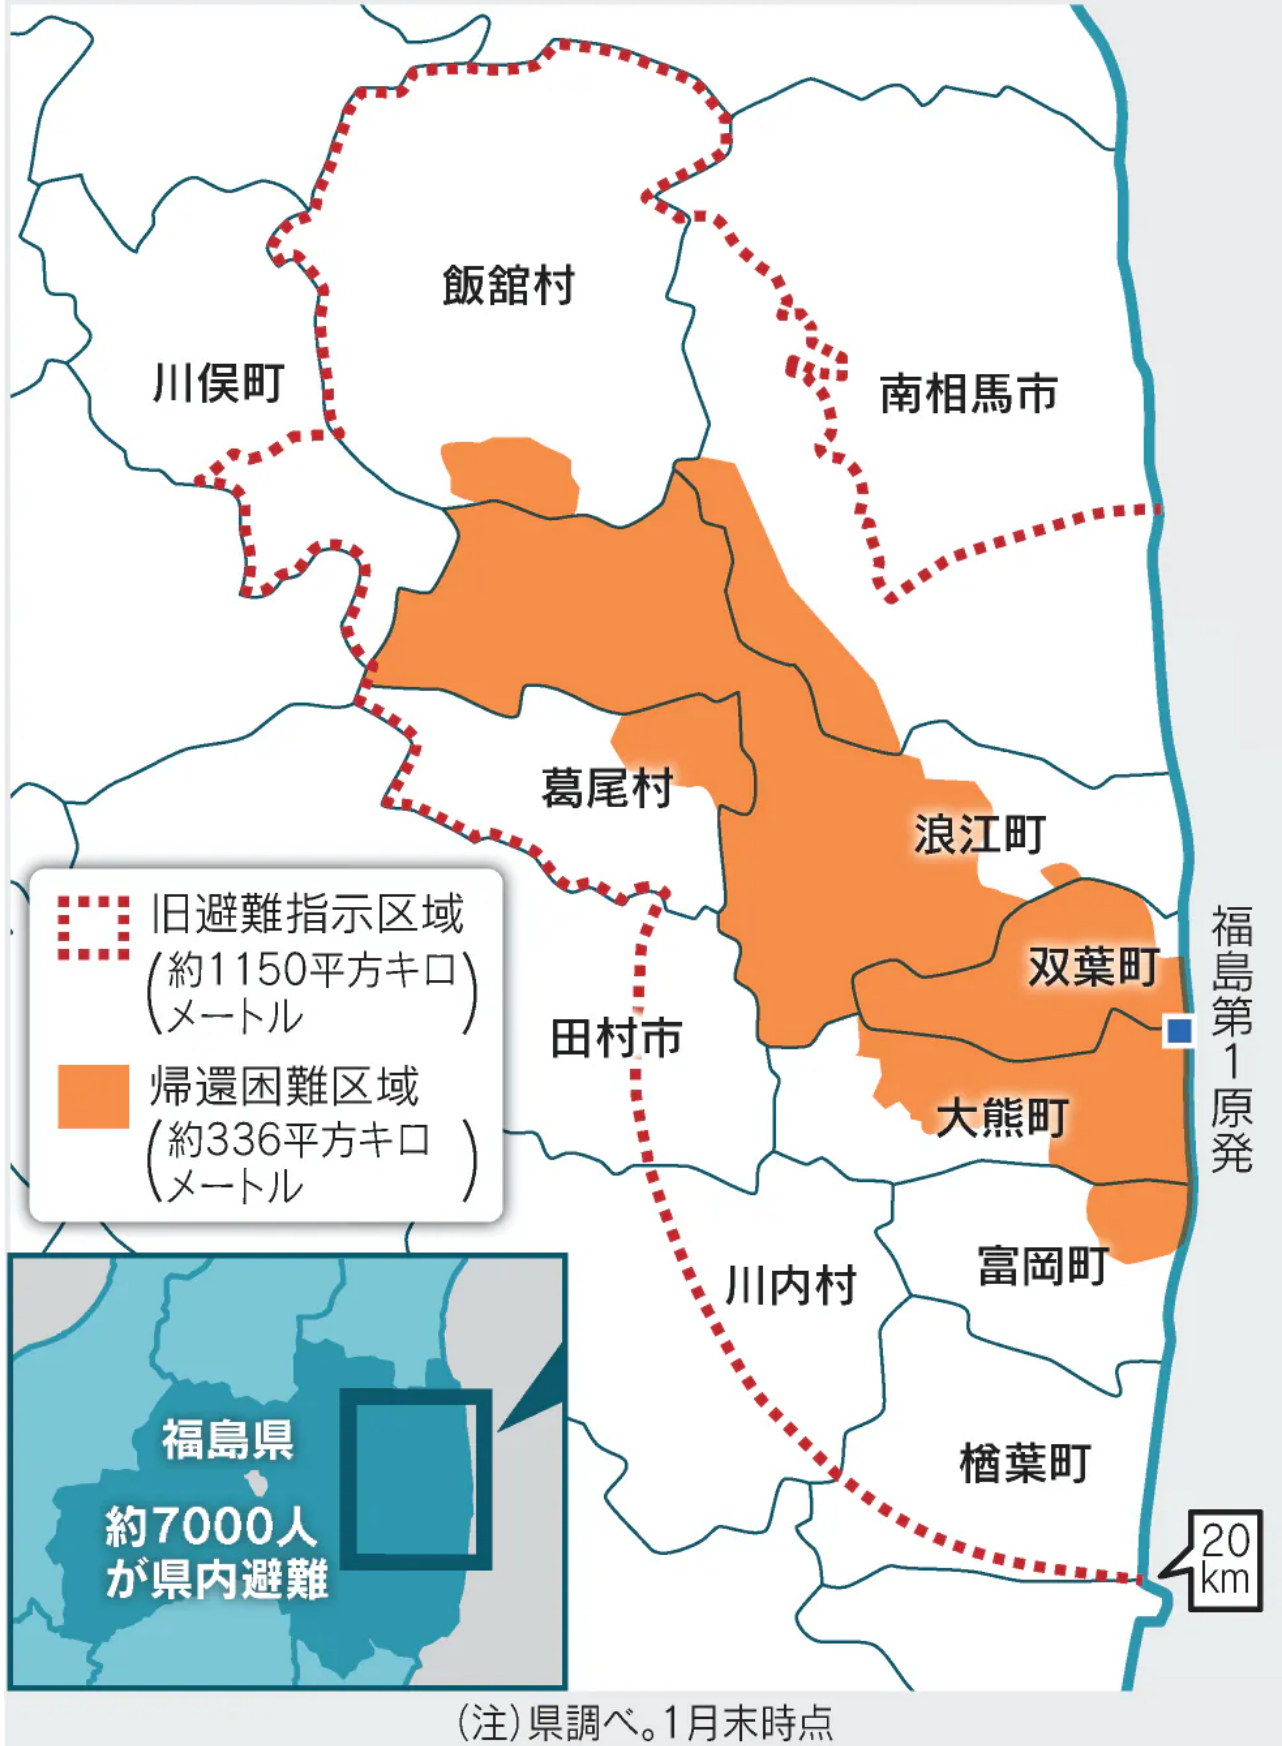 飯舘村
川俣町
南相馬市
葛尾村
浪江町
旧避難指示区域
(約1150平方キロ
メートル)
双葉町
福島第1原発
田村市
帰還困難区域
(約336平方キロ
メートル)
大熊町
富岡町
川内村
福島県
約7000人
が県内避難
楢葉町
20
km
(注)県調べ。1月末時点